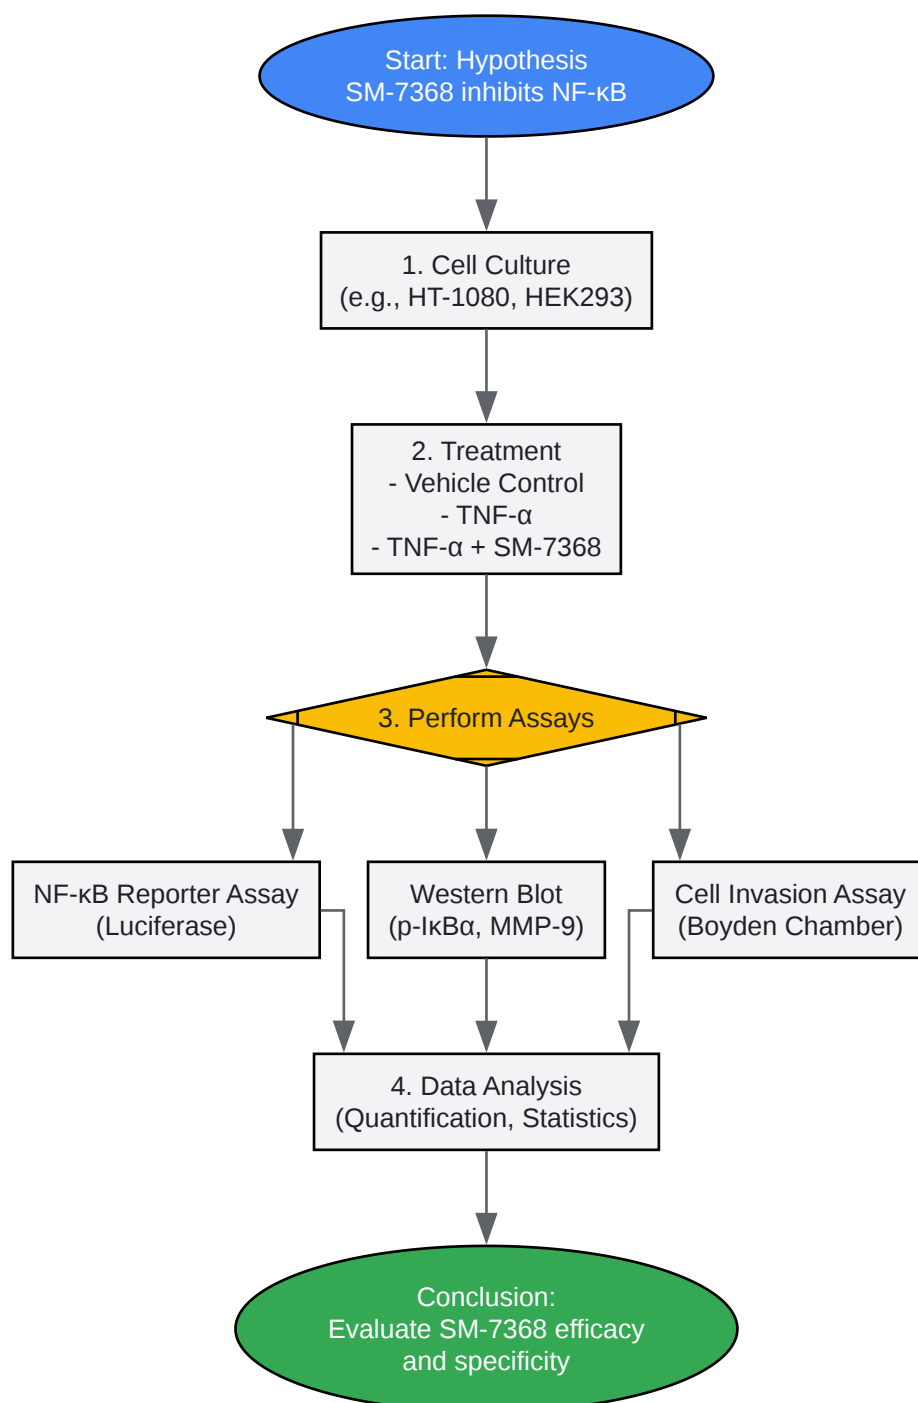 Start: Hypothesis
SM-7368 inhibits NF-κB
1. Cell Culture
(e.g., HT-1080, HEK293)
2. Treatment
- Vehicle Control
- TNF-α
- TNF-α + SM-7368
3. Perform Assays
NF-κB Reporter Assay
(Luciferase)
Western Blot
(p-IκBα, MMP-9)
Cell Invasion Assay
(Boyden Chamber)
4. Data Analysis
(Quantification, Statistics)
Conclusion:
Evaluate SM-7368 efficacy
and specificity